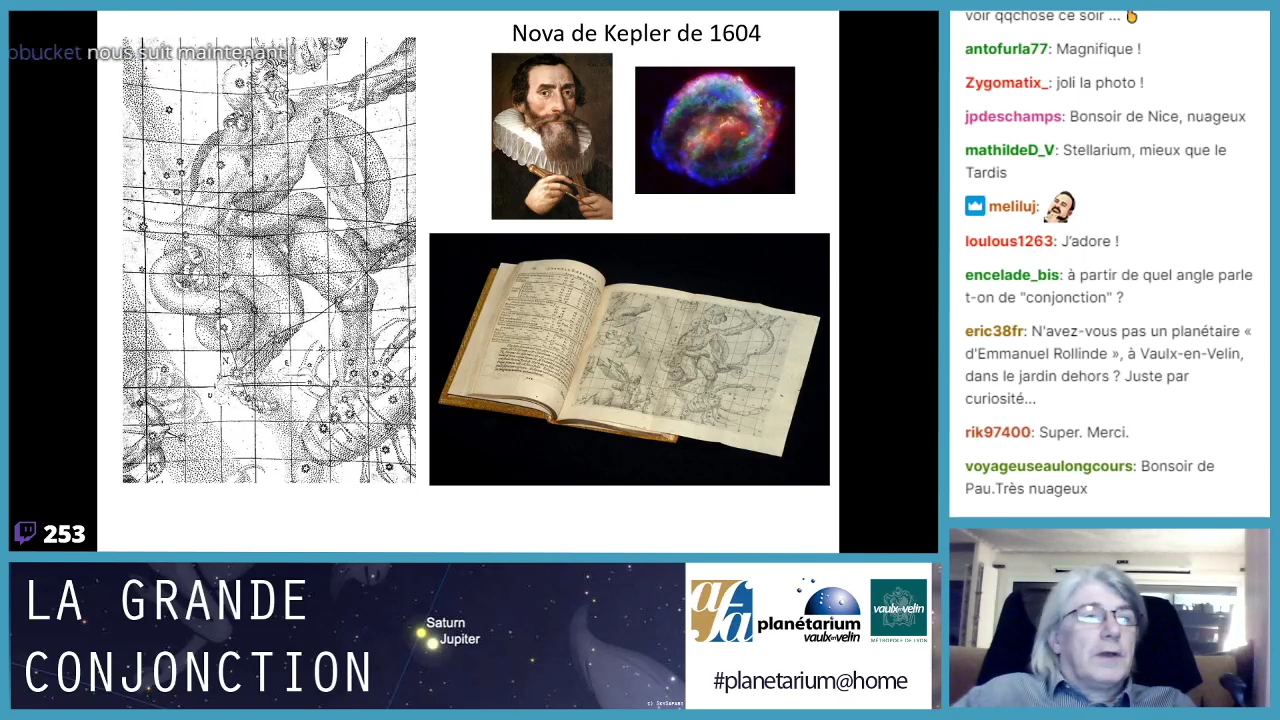 obucket nous suit maintenant !
Nova de Kepler de 1604
253
voir qqchose ce soir ...
antofurla77: Magnifique !
Zygomatix_: joli la photo !
jpdeschamps: Bonsoir de Nice, nuageux
mathildeD_V: Stellarium, mieux que le
Tardis
meliluj:
loulous1263: J'adore !
encelade_bis: à partir de quel angle parle
t-on de "conjonction" ?
eric38fr: N'avez-vous pas un planétaire «
d'Emmanuel Rollinde », à Vaulx-en-Velin,
dans le jardin dehors ? Juste par
curiosité...
rik97400: Super. Merci.
voyageuseaulongcours: Bonsoir de
Pau.Très nuageux
LA GRANDE
CONJONCTION
Saturn
Jupiter
afa
planétarium
vaulx en velin
vaulx en velin
MÉTROPOLE DE LYON
#planetarium@home